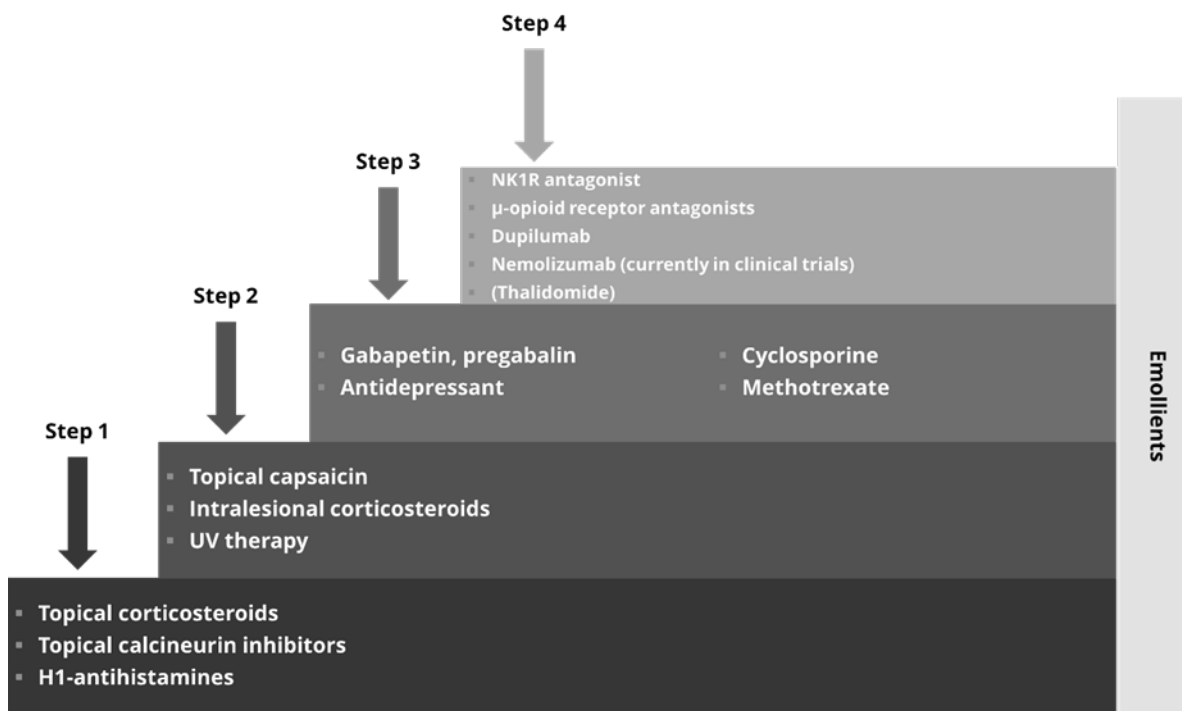 Step 4
NK1R antagonist
µ-opioid receptor antagonists
Dupilumab
Nemolizumab (currently in clinical trials)
(Thalidomide)
Step 3
Gabapetin, pregabalin
Antidepressant
Cyclosporine
Methotrexate
Step 2
Topical capsaicin
Intralesional corticosteroids
UV therapy
Step 1
Topical corticosteroids
Topical calcineurin inhibitors
H1-antihistamines
Emollients